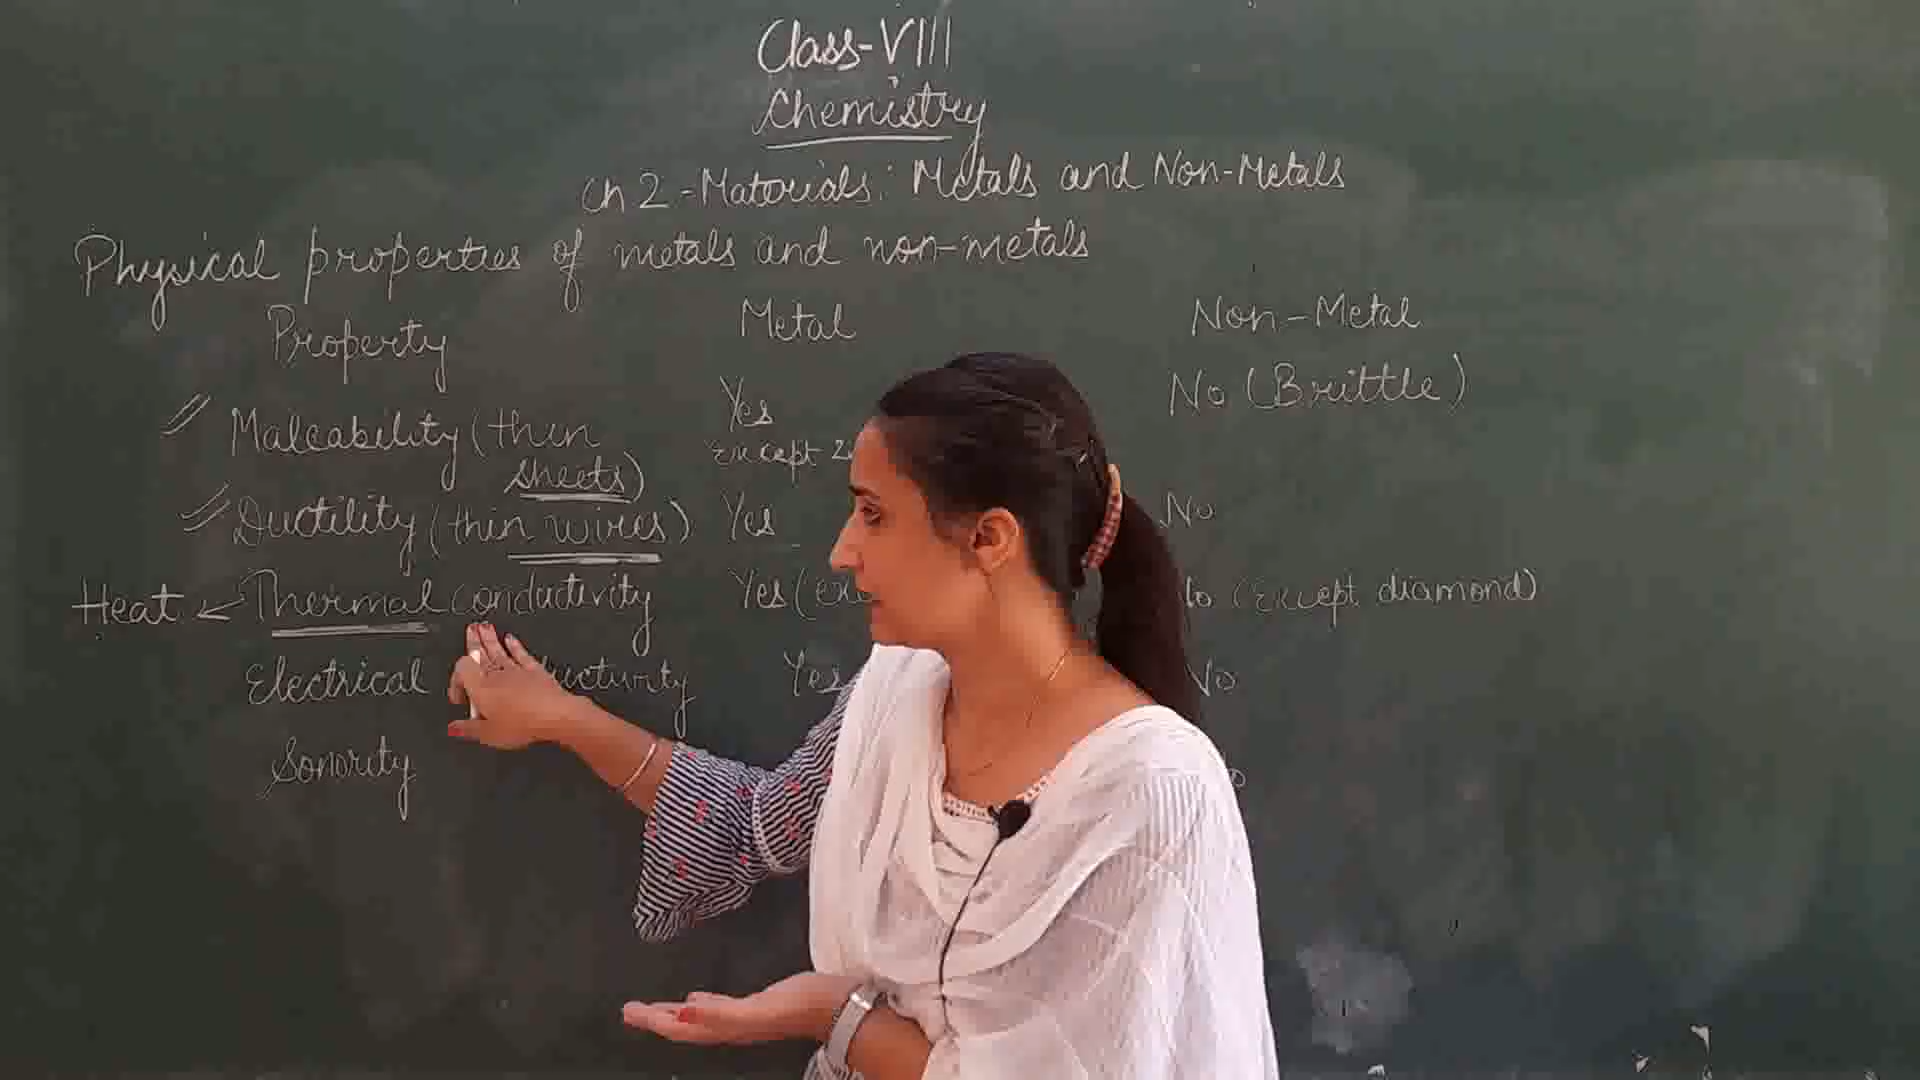 Class-VIII
Chemistry
Ch 2-Materials: Metals and Non-Metals
Physical properties of metals and non-metals
Property Metal Non-Metal
Malleability (thin sheets) Yes No (Brittle)
Except
Ductility (thin wires) Yes No
Heat Thermal conductivity Yes ( (Except diamond)
Electrical Yes No
Sonority